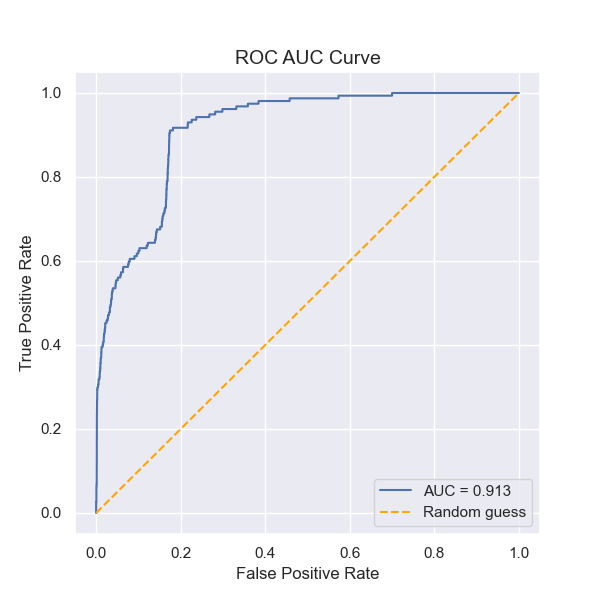 ROC AUC Curve
True Positive Rate
1.0
0.8
0.6
0.4
0.2
0.0
AUC = 0.913
Random guess
0.0 0.2 0.4 0.6 0.8 1.0
False Positive Rate